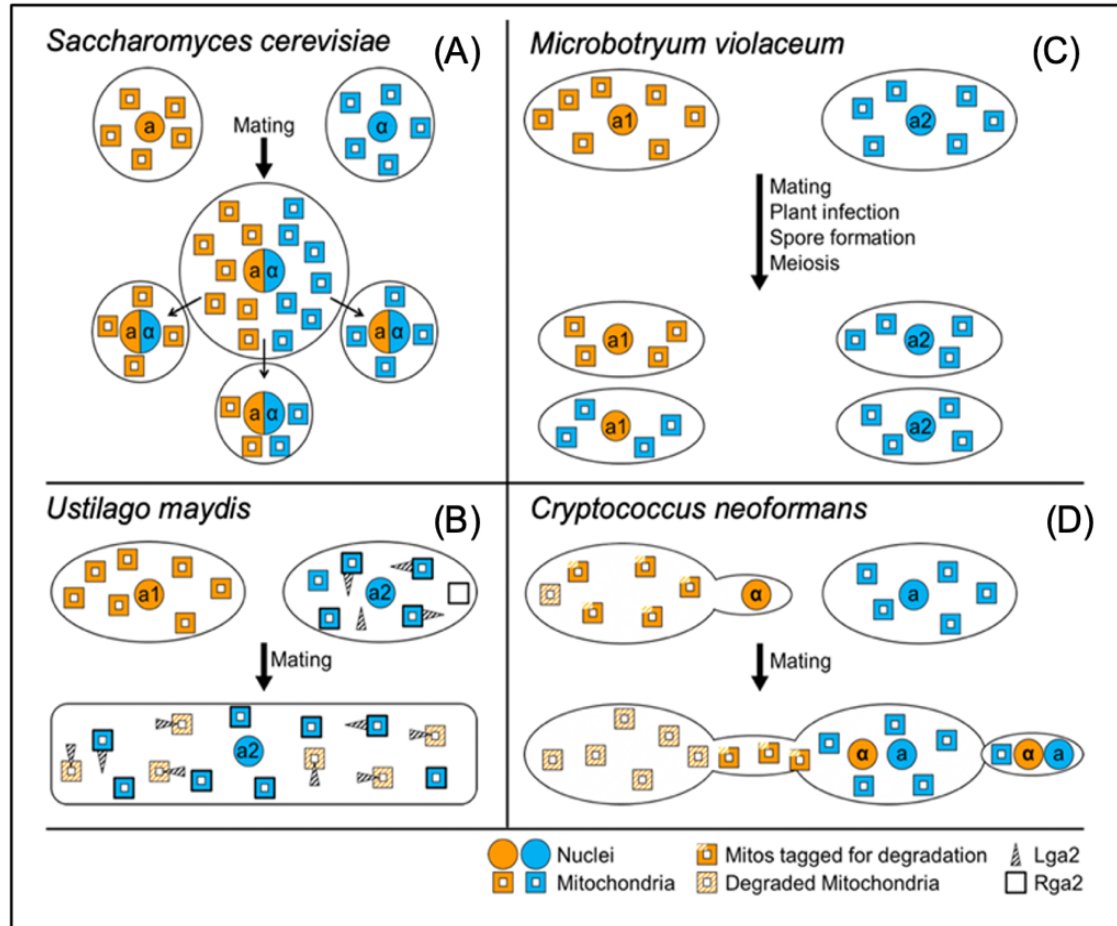 Saccharomyces cerevisiae (A)
a
α
Mating
a α
a α
a α
a α
Microbotryum violaceum (C)
a1
a2
Mating
Plant infection
Spore formation
Meiosis
a1
a2
a1
a2
Ustilago maydis (B)
a1
a2
Mating
a2
Cryptococcus neoformans (D)
α
a
Mating
α a
α a
Nuclei
Mitos tagged for degradation
Lga2
Mitochondria
Degraded Mitochondria
Rga2